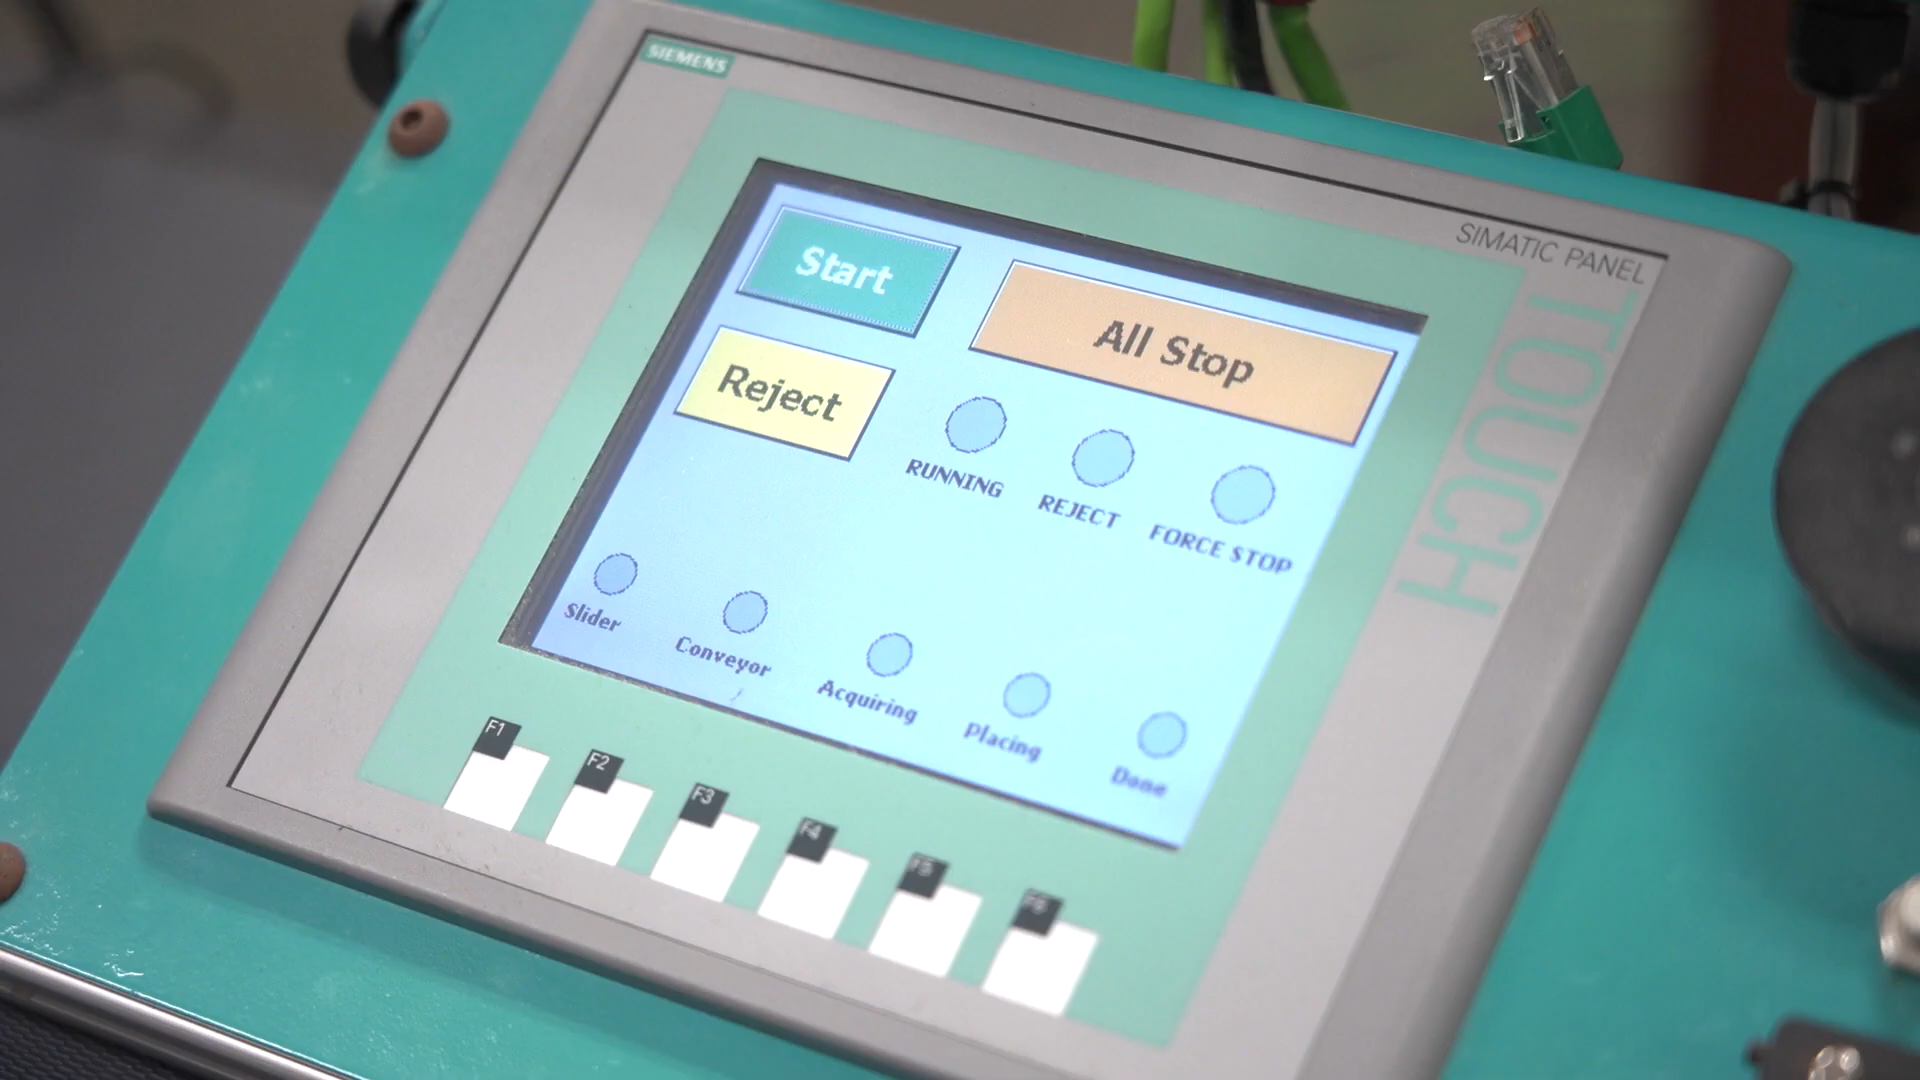 SIEMENS
SIMATIC PANEL
TOUCH
Start
All Stop
Reject
RUNNING
REJECT
FORCE STOP
Slider
Conveyor
Acquiring
Placing
Done
F1
F2
F3
F4
F5
F6